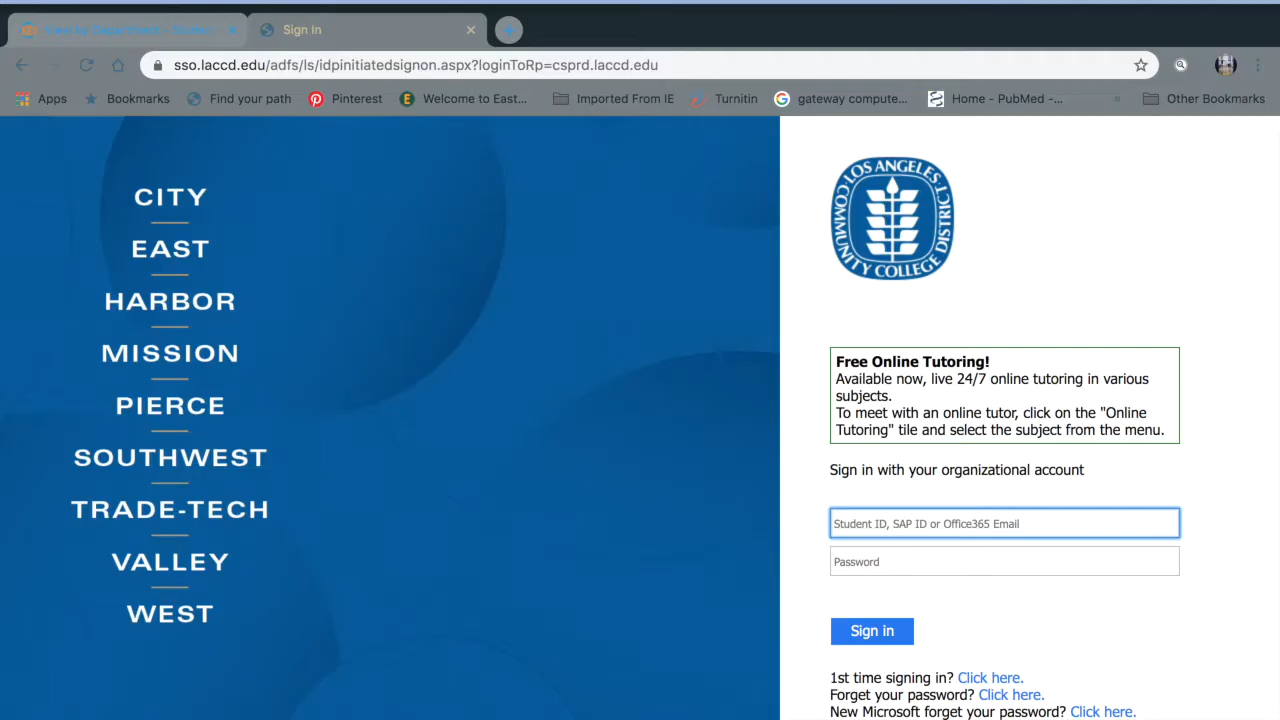 Sign In
sso.laccd.edu/adfs/ls/idpinitiatedsignon.aspx?loginToRp=csprd.laccd.edu
Apps
Bookmarks
Find your path
Pinterest
Welcome to East...
Imported From IE
Turnitin
gateway compute...
Home - PubMed -...
»
Other Bookmarks
CITY
EAST
HARBOR
MISSION
PIERCE
SOUTHWEST
TRADE-TECH
VALLEY
WEST
LOS ANGELES
COMMUNITY COLLEGE DISTRICT
Free Online Tutoring!
Available now, live 24/7 online tutoring in various
subjects.
To meet with an online tutor, click on the "Online
Tutoring" tile and select the subject from the menu.
Sign in with your organizational account
Student ID, SAP ID or Office365 Email
Password
Sign in
1st time signing in? Click here.
Forget your password? Click here.
New Microsoft forget your password? Click here.